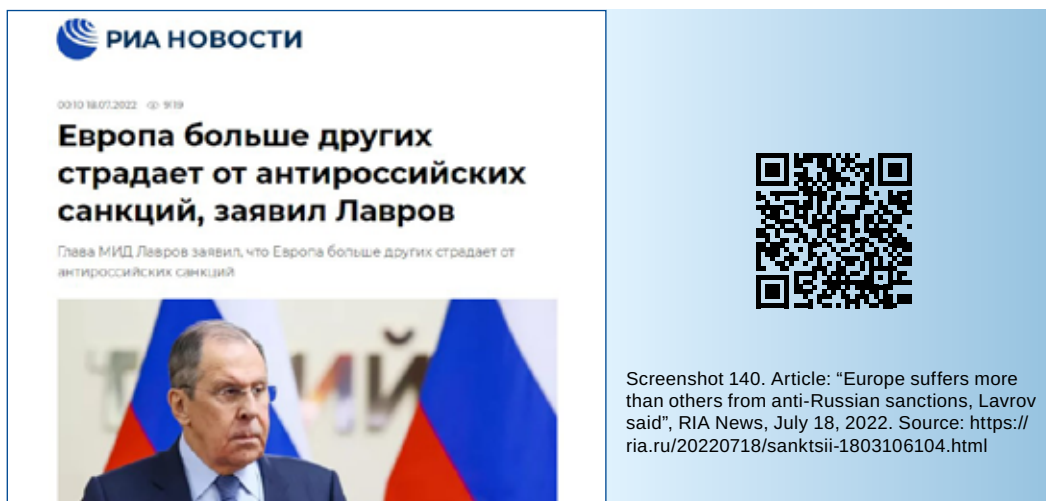 РИА НОВОСТИ
00:10 18.07.2022 9119
Европа больше других
страдает от антироссийских
санкций, заявил Лавров
Глава МИД Лавров заявил, что Европа больше других страдает от
антироссийских санкций
Screenshot 140. Article: “Europe suffers more
than others from anti-Russian sanctions, Lavrov
said”, RIA News, July 18, 2022. Source: https://
ria.ru/20220718/sanktsii-1803106104.html